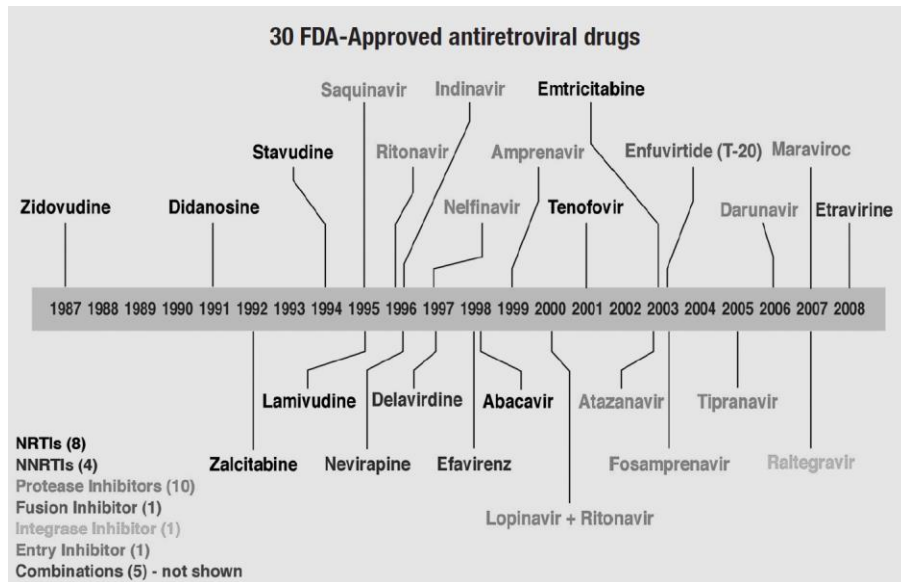 30 FDA-Approved antiretroviral drugs
Saquinavir Indinavir Emtricitabine
Stavudine Ritonavir Amprenavir Enfuvirtide (T-20) Maraviroc
Zidovudine Didanosine Nelfinavir Tenofovir Darunavir Etravirine
1987 1988 1989 1990 1991 1992 1993 1994 1995 1996 1997 1998 1999 2000 2001 2002 2003 2004 2005 2006 2007 2008
Lamivudine Delavirdine Abacavir Atazanavir Tipranavir
NRTIs (8)
NNRTIs (4)
Zalcitabine Nevirapine Efavirenz Fosamprenavir Raltegravir
Protease Inhibitors (10)
Fusion Inhibitor (1)
Lopinavir + Ritonavir
Integrase Inhibitor (1)
Entry Inhibitor (1)
Combinations (5) - not shown